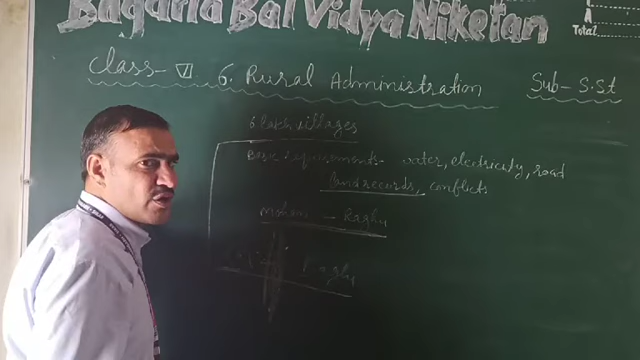 Bagaria Bal Vidya Niketan
A
Total
Class - VI 6. Rural Administration Sub - S.St
6 lakh villages
Basic requirements - water, electricity, road
land records, conflicts
Mohan - Raghu
Raghu